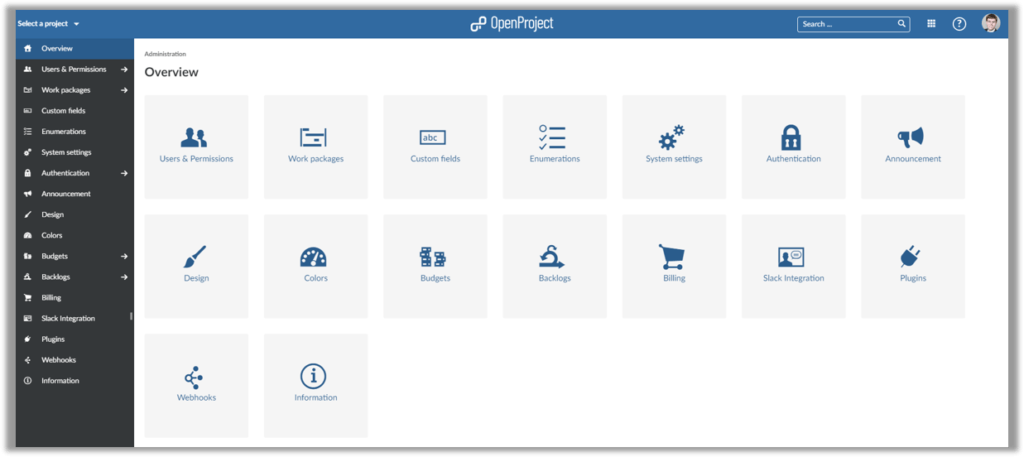 Select a project
OpenProject
Search ...
?
Overview
Users & Permissions
Work packages
Custom fields
Enumerations
System settings
Authentication
Announcement
Design
Colors
Budgets
Backlogs
Billing
Slack Integration
Plugins
Webhooks
Information
Administration
Overview
abc
Users & Permissions
Work packages
Custom fields
Enumerations
System settings
Authentication
Announcement
Design
Colors
Budgets
Backlogs
Billing
Slack Integration
Plugins
Webhooks
Information